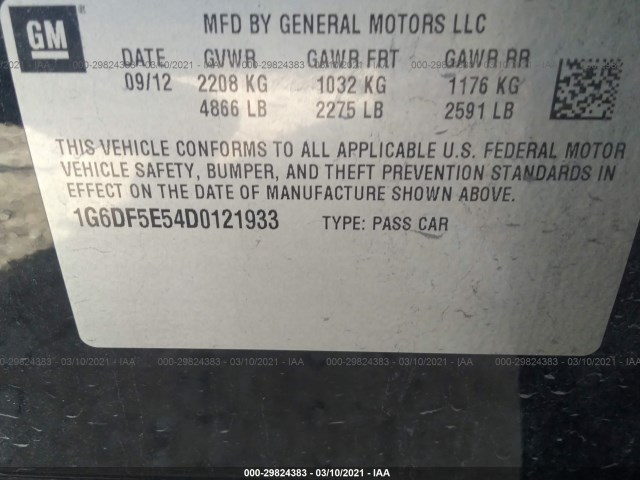 GM
MFD BY GENERAL MOTORS LLC
DATE GVWR GAWR FRT GAWR RR
09/12 2208 KG 1032 KG 1176 KG
4866 LB 2275 LB 2591 LB
THIS VEHICLE CONFORMS TO ALL APPLICABLE U.S. FEDERAL MOTOR
VEHICLE SAFETY, BUMPER, AND THEFT PREVENTION STANDARDS IN
EFFECT ON THE DATE OF MANUFACTURE SHOWN ABOVE.
1G6DF5E54D0121933 TYPE: PASS CAR
000-29824383 - 03/10/2021 - IAA